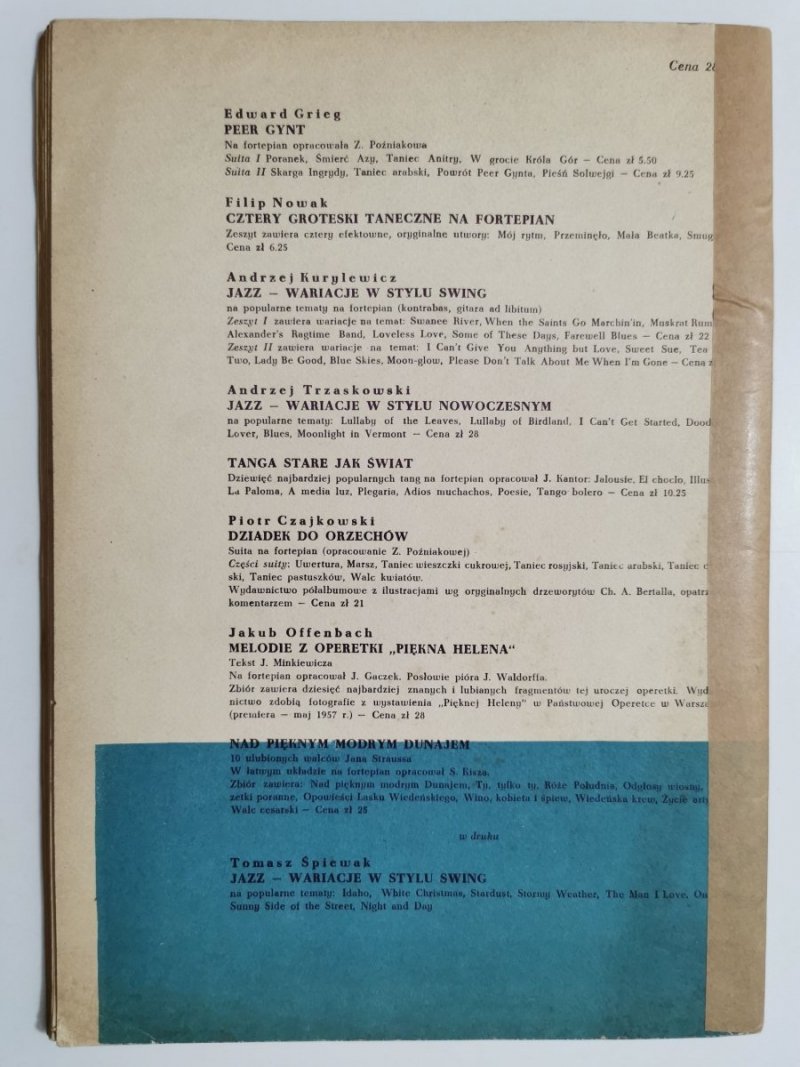 Cena
Edward Grieg
PEER GYNT
Na fortepian opracowała Z. Poźniakowa
Suita I Poranek, Śmierć Azy, Taniec Anitry, W grocie Króla Gór – Cena zł 5.50
Suita II Skarga Ingrydy, Taniec arabski, Powrót Peer Gynta, Pieśń Solwejgi – Cena zł 9.25
Filip Nowak
CZTERY GROTESKI TANECZNE NA FORTEPIAN
Zeszyt zawiera cztery efektowne, oryginalne utwory: Mój rytm, Przeminęło, Mała Beatka, Smug
Cena zł 6.25
Andrzej Kurylewicz
JAZZ – WARIACJE W STYLU SWING
na popularne tematy na fortepian (kontrabas, gitara ad libitum)
Zeszyt I zawiera wariacje na temat: Swanee River, When the Saints Go Marchin'in, Muskrat Rum
Alexander's Ragtime Band, Loveless Love, Some of These Days, Farewell Blues – Cena zł 22
Zeszyt II zawiera wariacje na temat: I Can't Give You Anything but Love, Sweet Sue, Tea
Two, Lady Be Good, Blue Skies, Moon-glow, Please Don't Talk About Me When I'm Gone – Cena z
Andrzej Trzaskowski
JAZZ – WARIACJE W STYLU NOWOCZESNYM
na popularne tematy: Lullaby of the Leaves, Lullaby of Birdland, I Can't Get Started, Dood
Lover, Blues, Moonlight in Vermont – Cena zł 28
TANGA STARE JAK ŚWIAT
Dziewięć najbardziej popularnych tang na fortepian opracował J. Kantor: Jalousie, El choclo, Illus
La Paloma, A media luz, Plegaria, Adios muchachos, Poesie, Tango bolero – Cena zł 10.25
Piotr Czajkowski
DZIADEK DO ORZECHÓW
Suita na fortepian (opracowanie Z. Poźniakowej)
Części suity: Uwertura, Marsz, Taniec wieszczki cukrowej, Taniec rosyjski, Taniec arabski, Taniec c
ski, Taniec pastuszków, Walc kwiatów.
Wydawnictwo półalbumowe z ilustracjami wg oryginalnych drzeworytów Ch. A. Bertalla, opatrz
komentarzem – Cena zł 21
Jakub Offenbach
MELODIE Z OPERETKI „PIĘKNA HELENA“
Tekst J. Minkiewicza
Na fortepian opracował J. Gaczek. Posłowie pióra J. Waldorffa.
Zbiór zawiera dziesięć najbardziej znanych i lubianych fragmentów tej uroczej operetki. Wyd
nictwo zdobią fotografie z wystawienia „Pięknej Heleny“ w Państwowej Operetce w Warsza
(premiera – maj 1957 r.) – Cena zł 28
NAD PIĘKNYM MODRYM DUNAJEM
10 ulubionych walców Jana Straussa
W łatwym układzie na fortepian opracował S. Kisza.
Zbiór zawiera: Nad pięknym modrym Dunajem, Ty, tylko ty, Róże Południa, Odgłosy wiosny,
zetki poranne, Opowieści Lasku Wiedeńskiego, Wino, kobieta i śpiew, Wiedeńska krew, Życie arty
Walc cesarski – Cena zł 25
w druku
Tomasz Śpiewak
JAZZ – WARIACJE W STYLU SWING
na popularne tematy: Idaho, White Christmas, Stardust, Stormy Weather, The Man I Love, On
Sunny Side of the Street, Night and Day